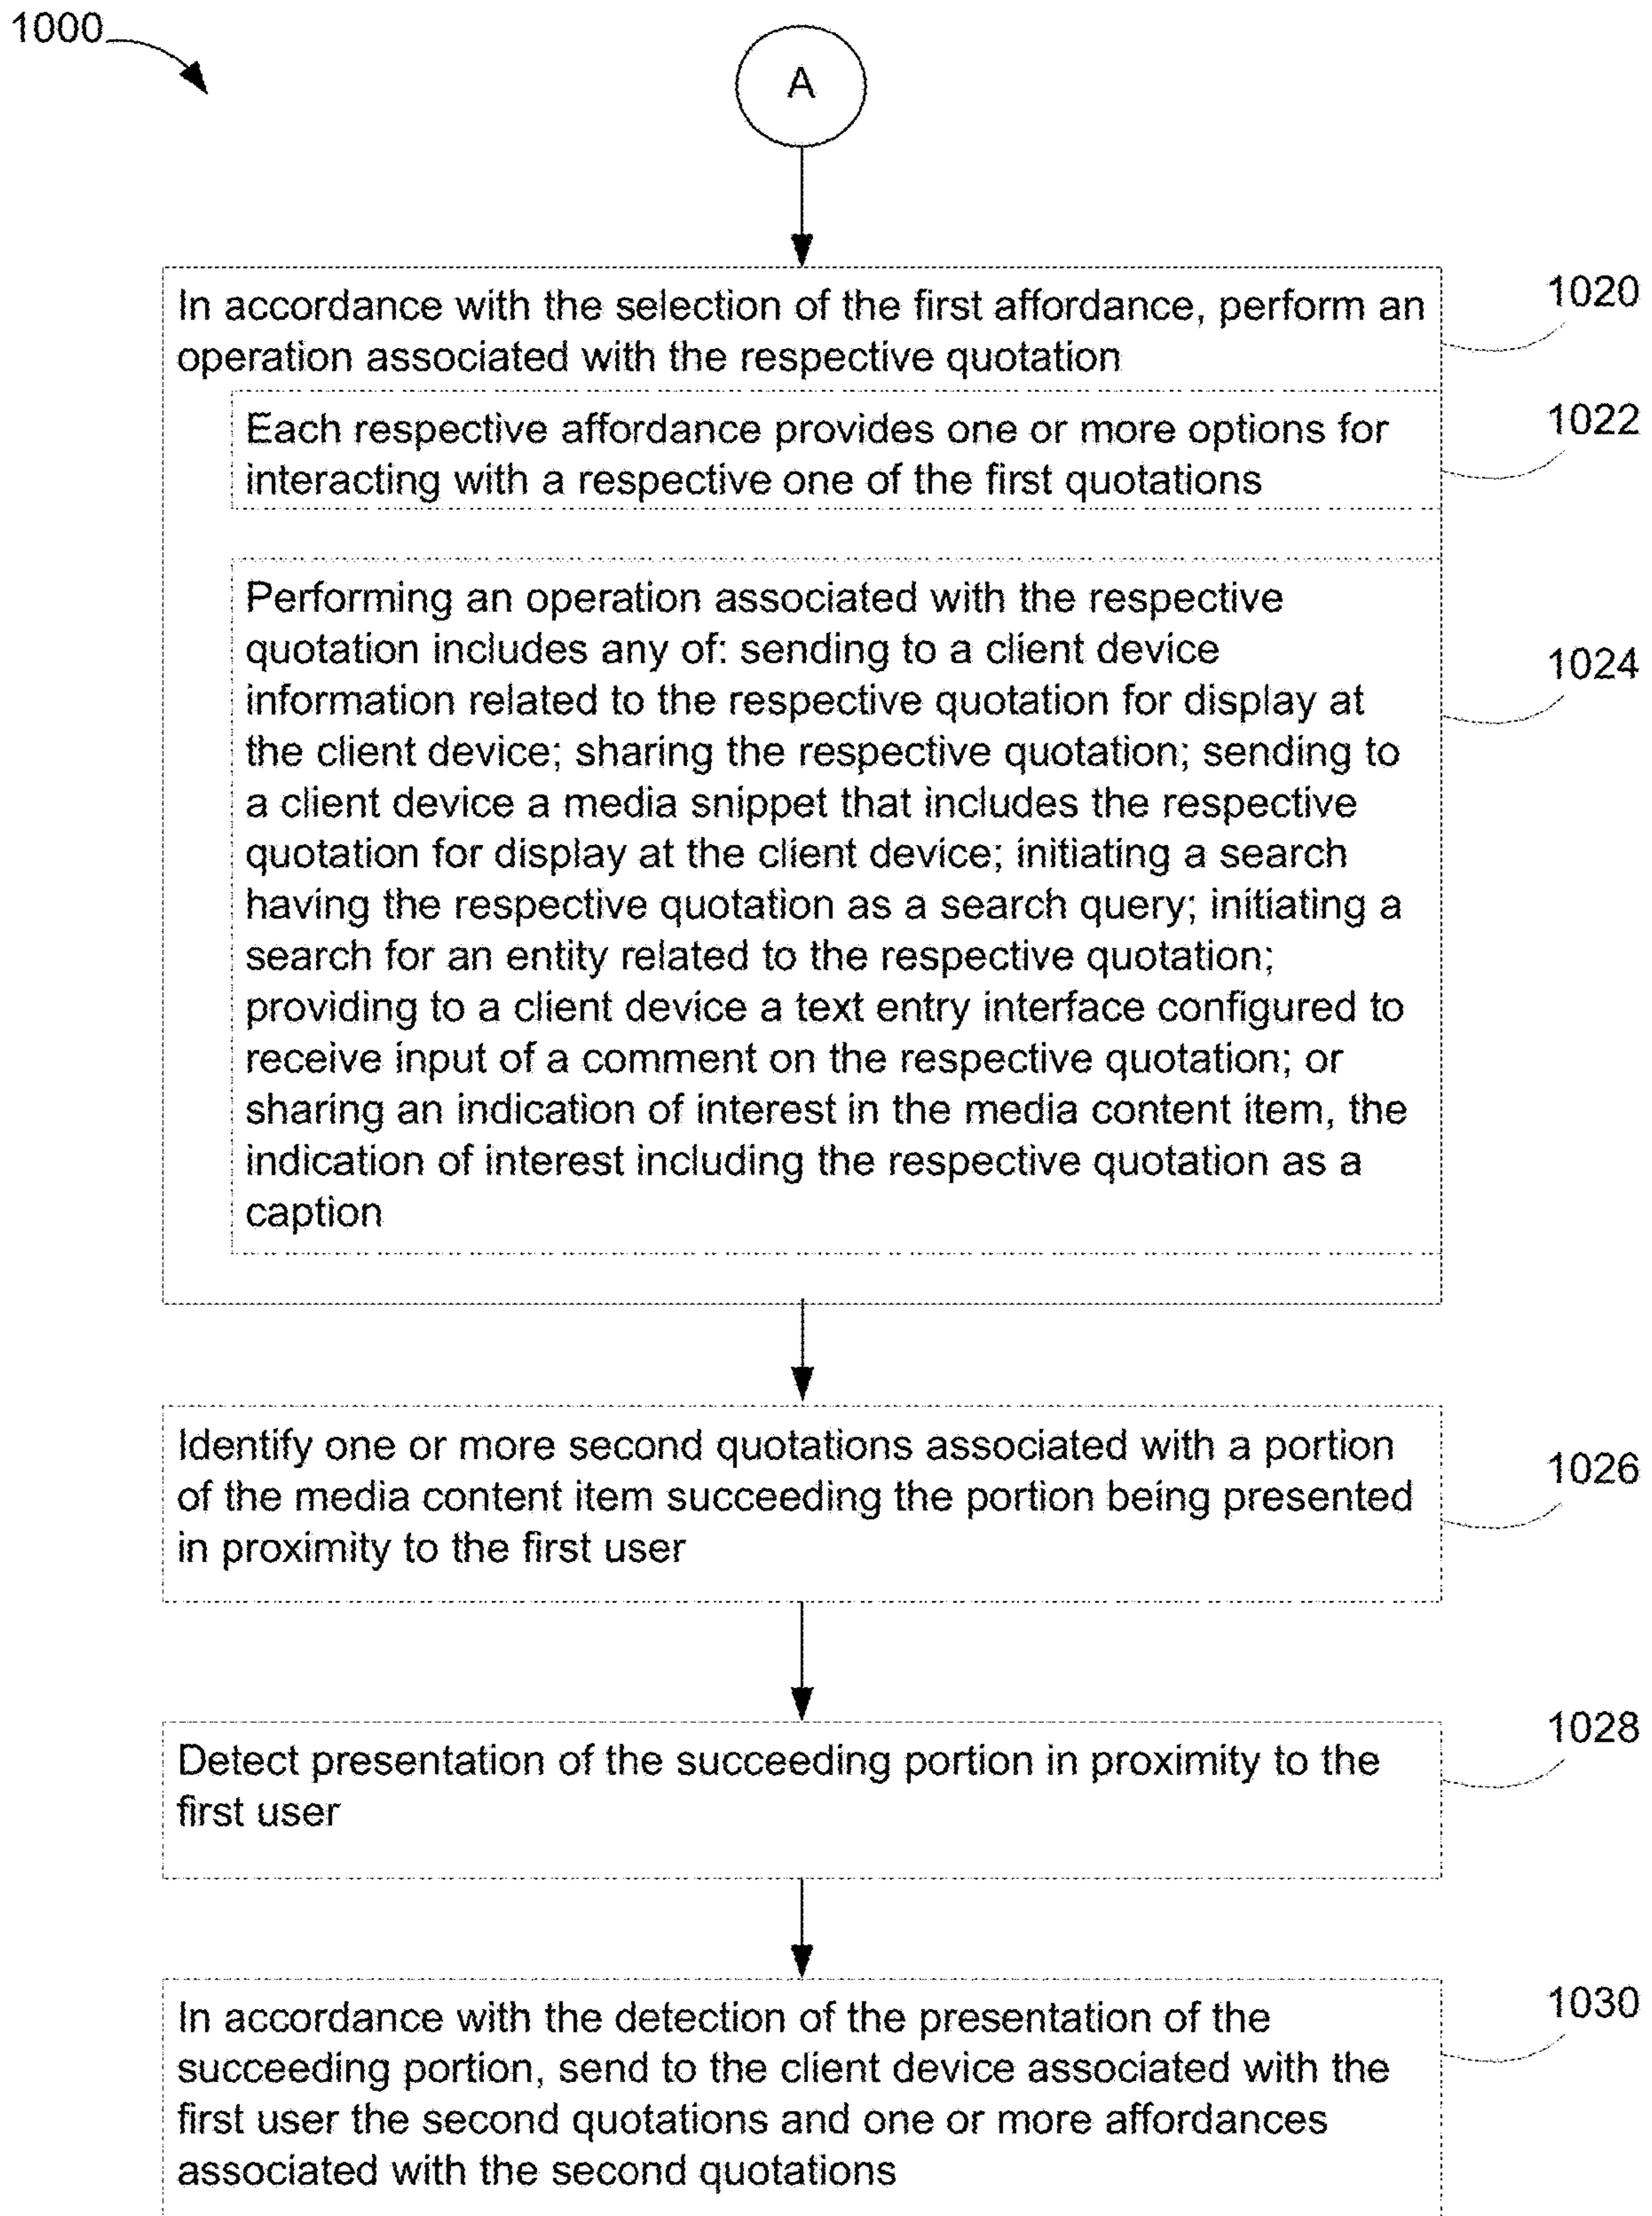 1000
A
In accordance with the selection of the first affordance, perform an
operation associated with the respective quotation
1020
Each respective affordance provides one or more options for
interacting with a respective one of the first quotations
1022
Performing an operation associated with the respective
quotation includes any of: sending to a client device
information related to the respective quotation for display at
the client device; sharing the respective quotation; sending to
a client device a media snippet that includes the respective
quotation for display at the client device; initiating a search
having the respective quotation as a search query; initiating a
search for an entity related to the respective quotation;
providing to a client device a text entry interface configured to
receive input of a comment on the respective quotation; or
sharing an indication of interest in the media content item, the
indication of interest including the respective quotation as a
caption
1024
Identify one or more second quotations associated with a portion
of the media content item succeeding the portion being presented
in proximity to the first user
1026
Detect presentation of the succeeding portion in proximity to the
first user
1028
In accordance with the detection of the presentation of the
succeeding portion, send to the client device associated with the
first user the second quotations and one or more affordances
associated with the second quotations
1030